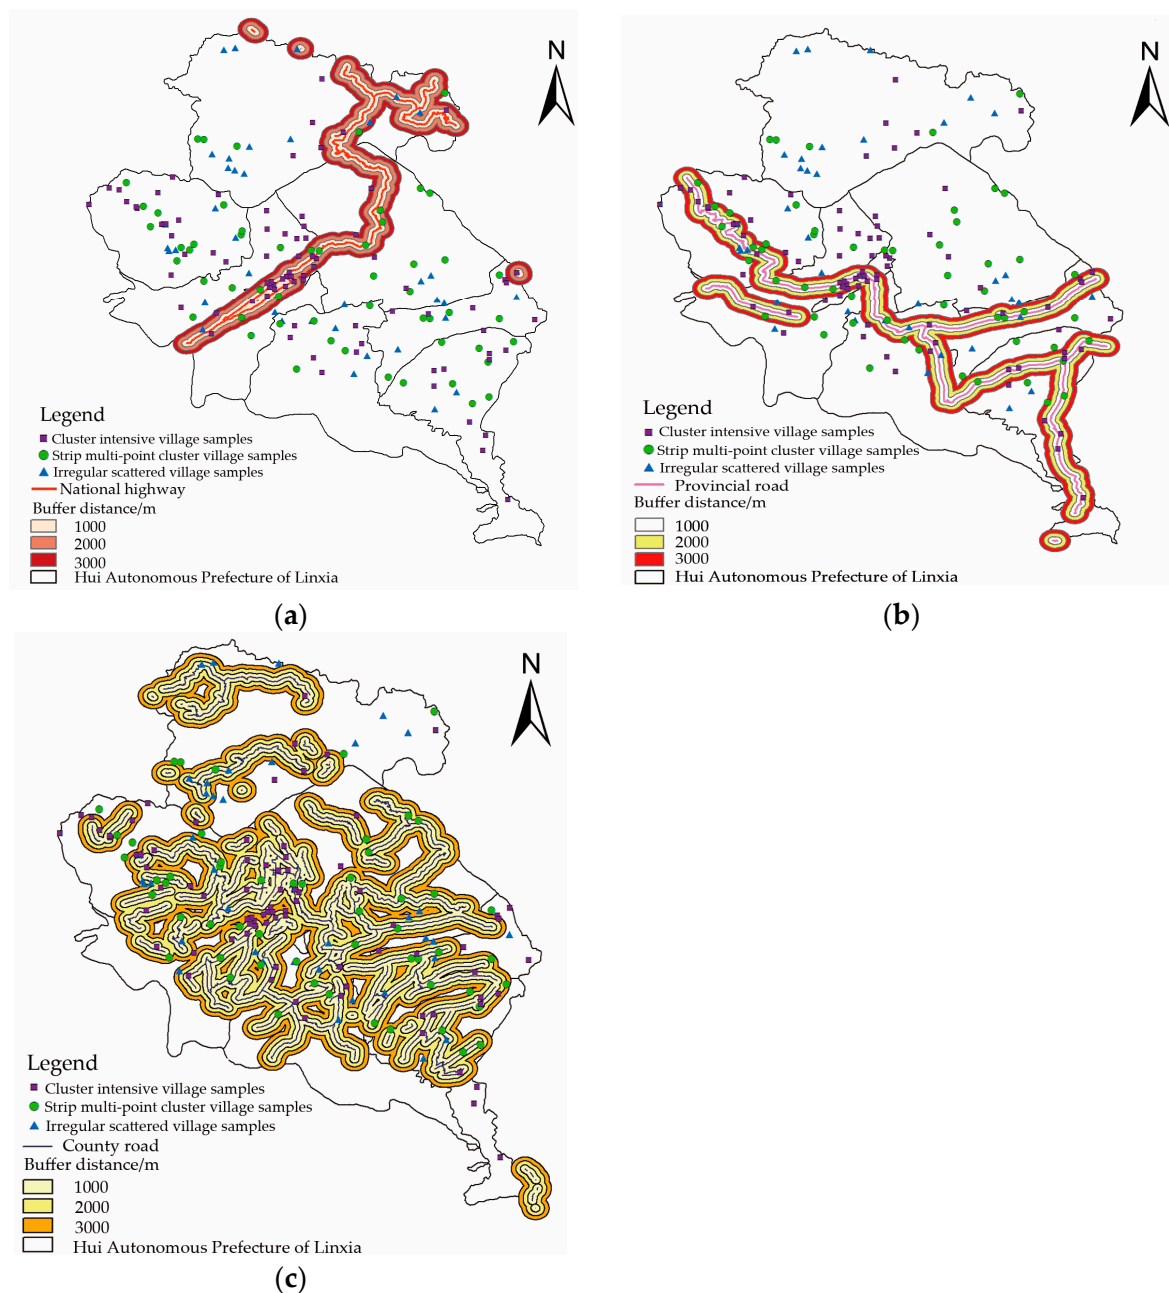 N
Legend
Cluster intensive village samples
Strip multi-point cluster village samples
Irregular scattered village samples
National highway
Buffer distance/m
1000
2000
3000
Hui Autonomous Prefecture of Linxia
(a)
N
Legend
Cluster intensive village samples
Strip multi-point cluster village samples
Irregular scattered village samples
Provincial road
Buffer distance/m
1000
2000
3000
Hui Autonomous Prefecture of Linxia
(b)
N
Legend
Cluster intensive village samples
Strip multi-point cluster village samples
Irregular scattered village samples
County road
Buffer distance/m
1000
2000
3000
Hui Autonomous Prefecture of Linxia
(c)